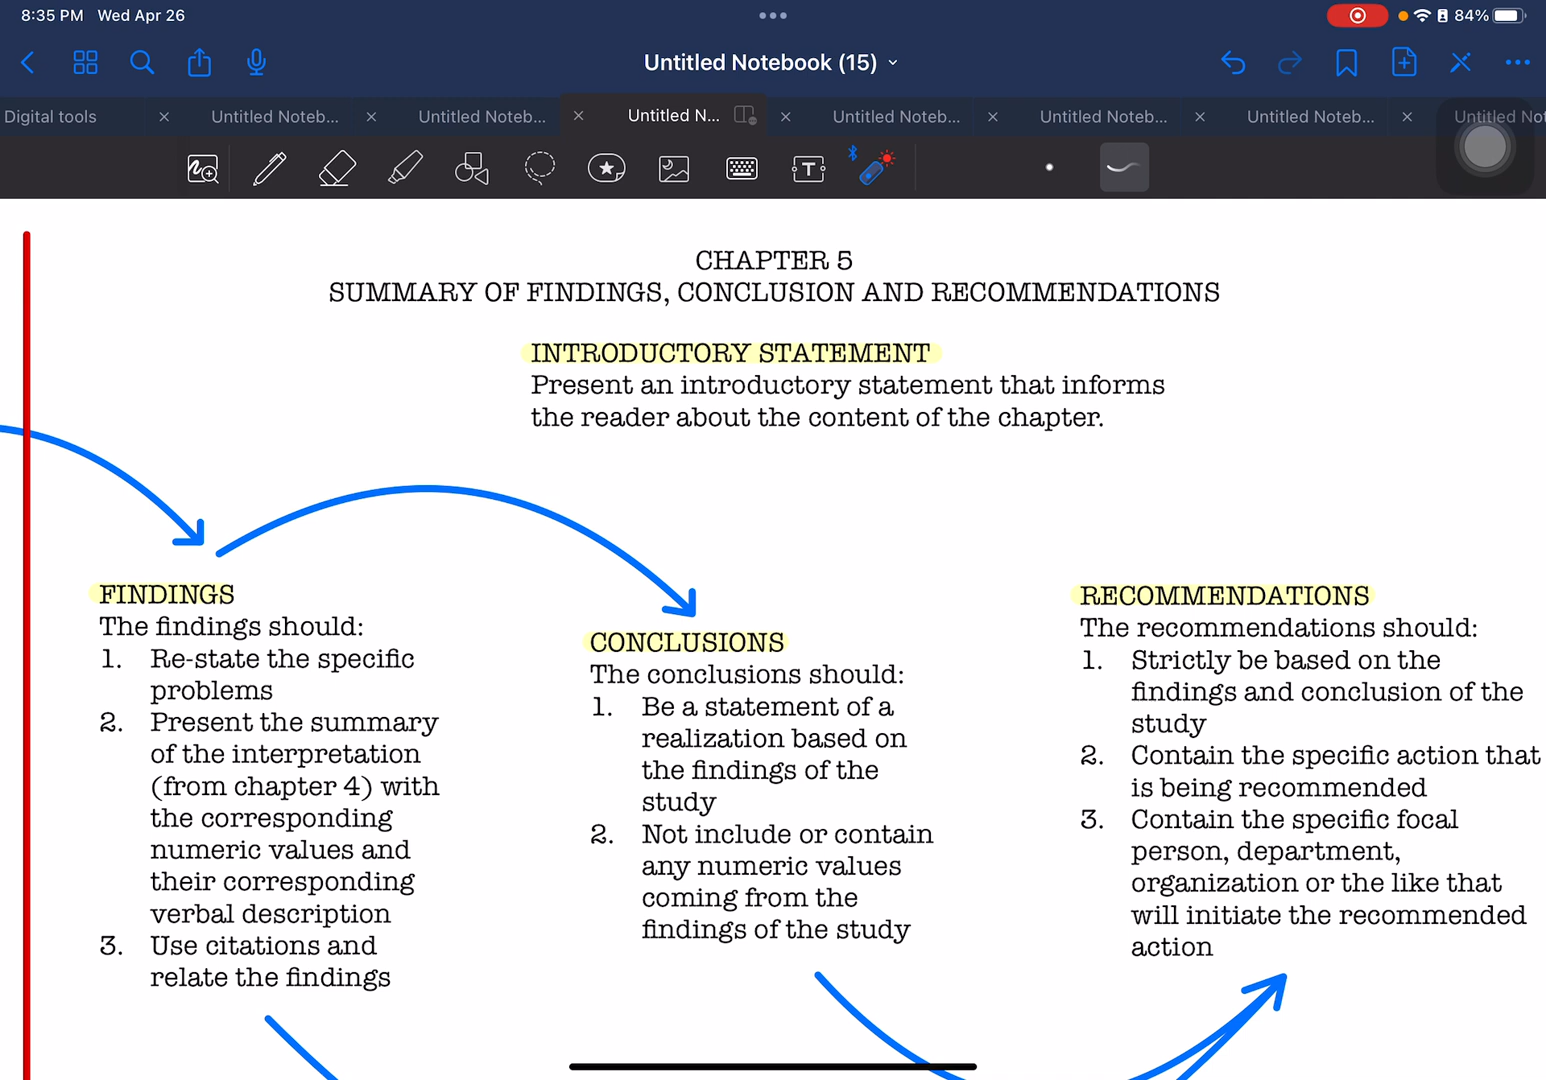 8:35 PM Wed Apr 26
84%
Untitled Notebook (15)
Digital tools
Untitled Noteb...
Untitled Noteb...
Untitled N...
Untitled Noteb...
Untitled Noteb...
Untitled Noteb...
Untitled Not
CHAPTER 5
SUMMARY OF FINDINGS, CONCLUSION AND RECOMMENDATIONS
INTRODUCTORY STATEMENT
Present an introductory statement that informs
the reader about the content of the chapter.
FINDINGS
The findings should:
1. Re-state the specific
problems
2. Present the summary
of the interpretation
(from chapter 4) with
the corresponding
numeric values and
their corresponding
verbal description
3. Use citations and
relate the findings
CONCLUSIONS
The conclusions should:
1. Be a statement of a
realization based on
the findings of the
study
2. Not include or contain
any numeric values
coming from the
findings of the study
RECOMMENDATIONS
The recommendations should:
1. Strictly be based on the
findings and conclusion of the
study
2. Contain the specific action that
is being recommended
3. Contain the specific focal
person, department,
organization or the like that
will initiate the recommended
action